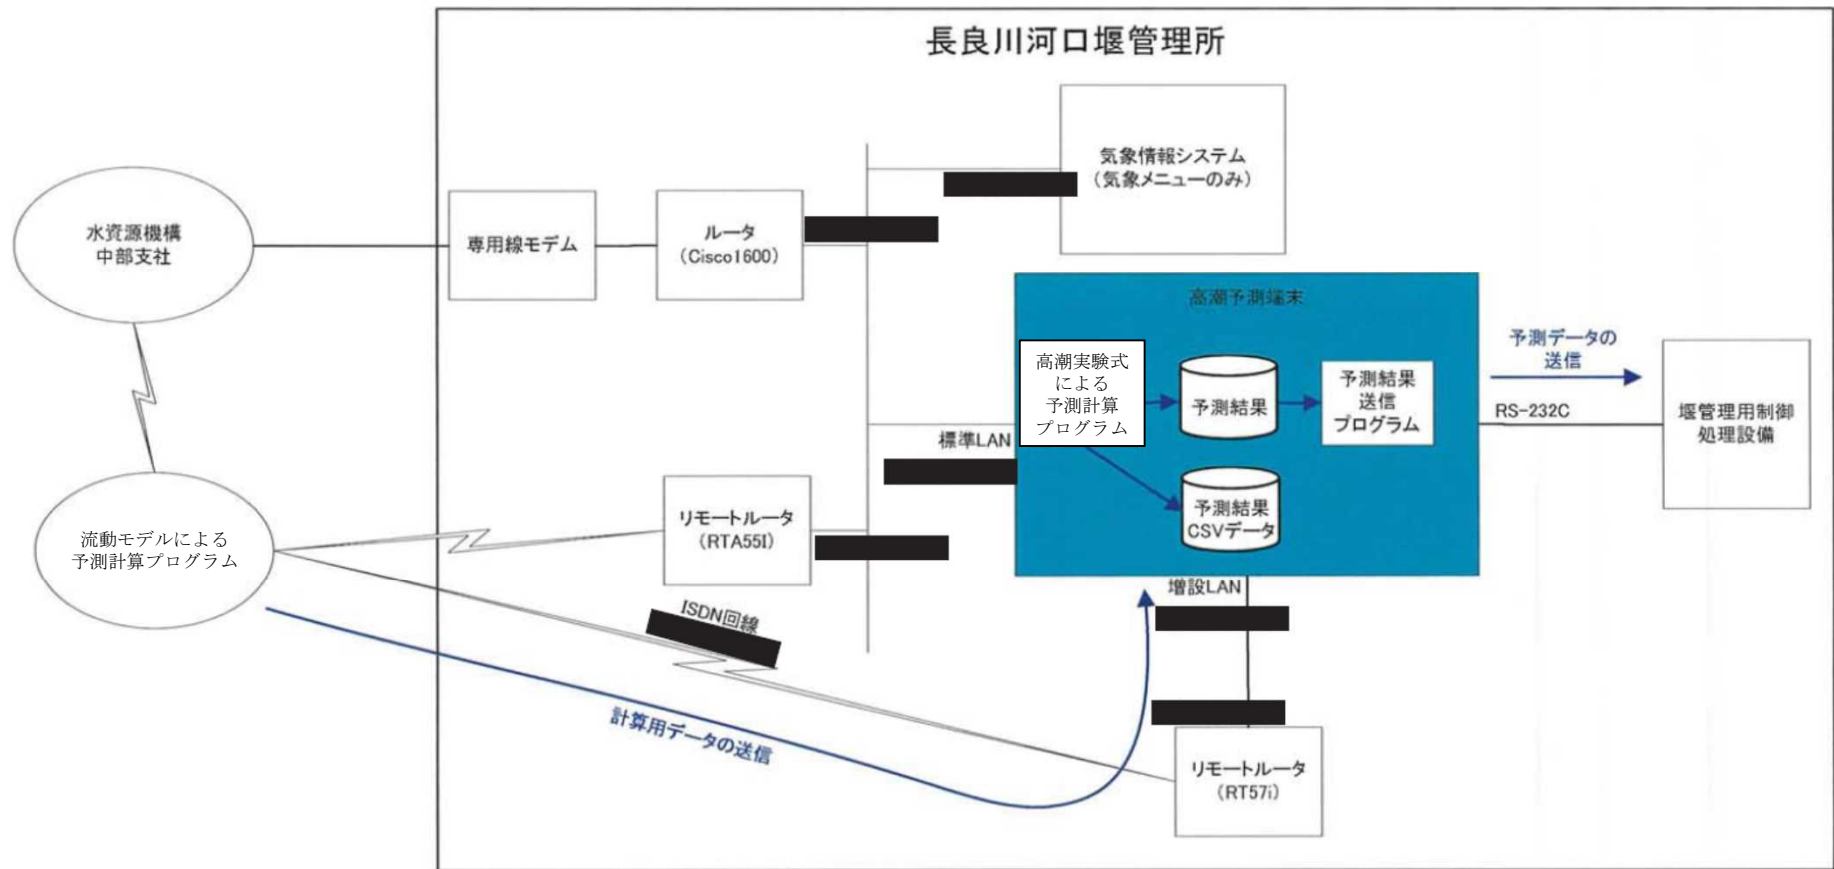 長良川河口堰管理所
気象情報システム
（気象メニューのみ）
水資源機構
中部支社
専用線モデム
ルータ
（Cisco1600）
高潮予測端末
高潮実験式
による
予測計算
プログラム
予測結果
予測結果
送信
プログラム
予測データの
送信
RS-232C
堰管理用制御
処理設備
標準LAN
予測結果
CSVデータ
リモートルータ
（RTA55I）
流動モデルによる
予測計算プログラム
増設LAN
ISDN回線
計算用データの送信
リモートルータ
（RT57i）